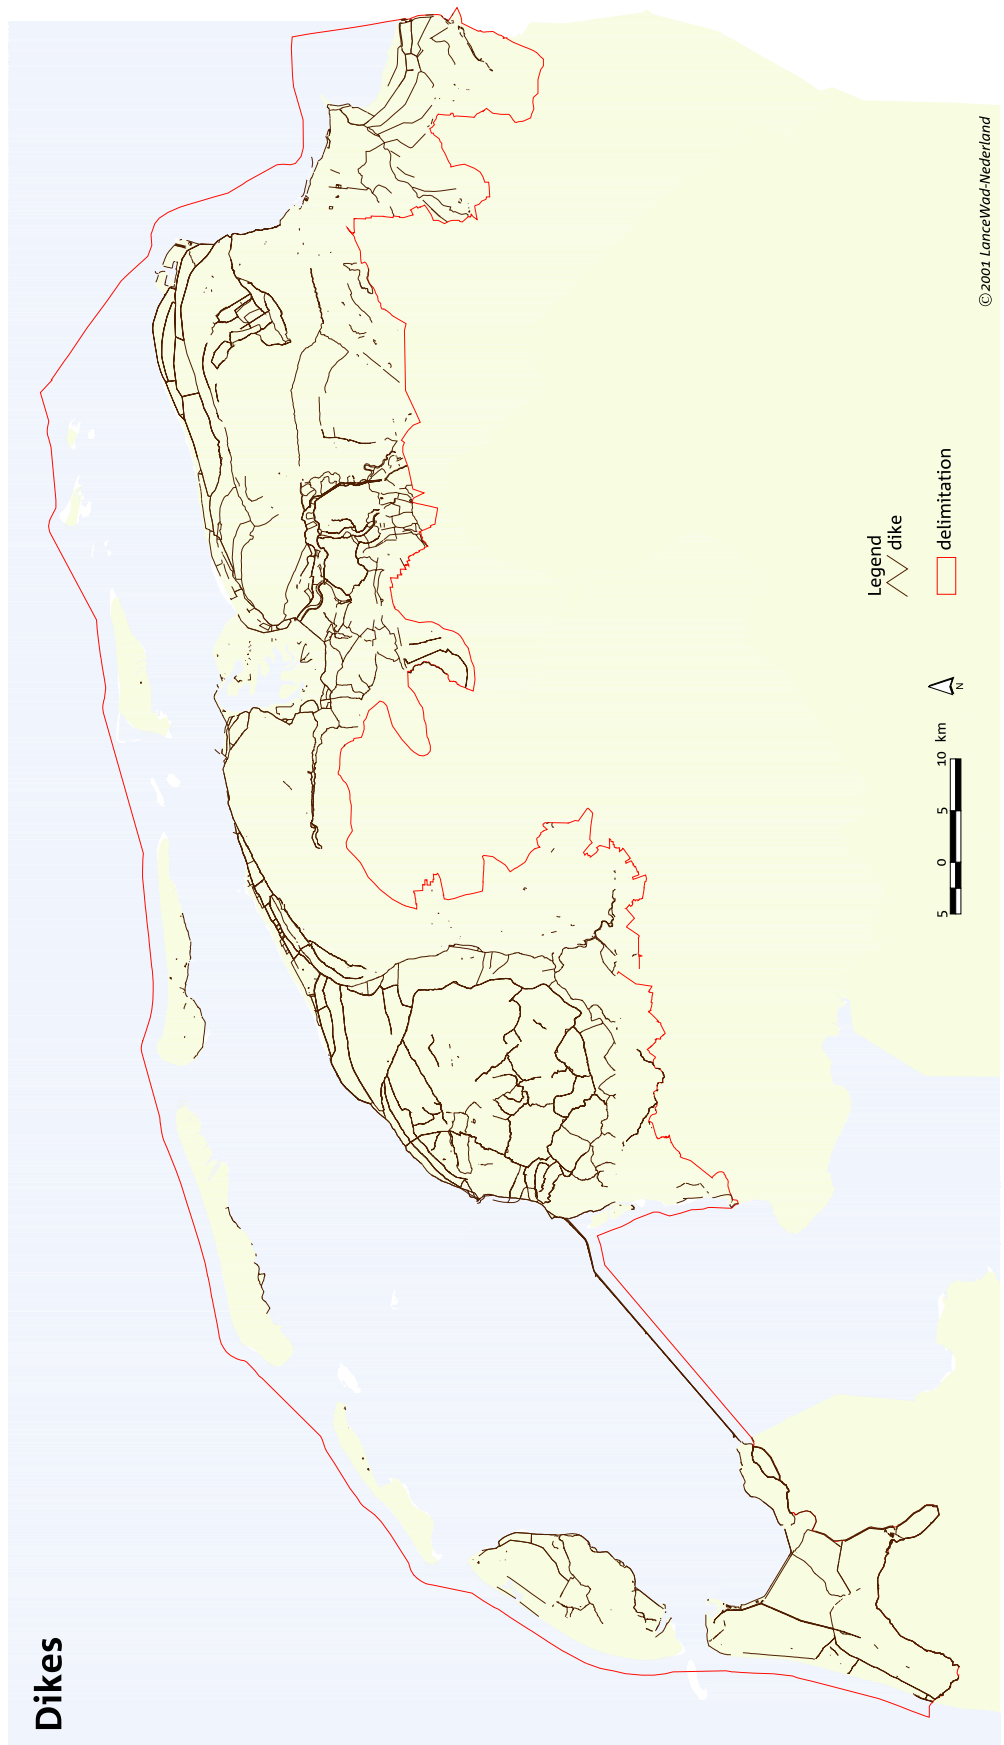 Dikes
Legend
dike
delimitation
5 0 5 10 km
N
©2001 LanceWad-Nederland